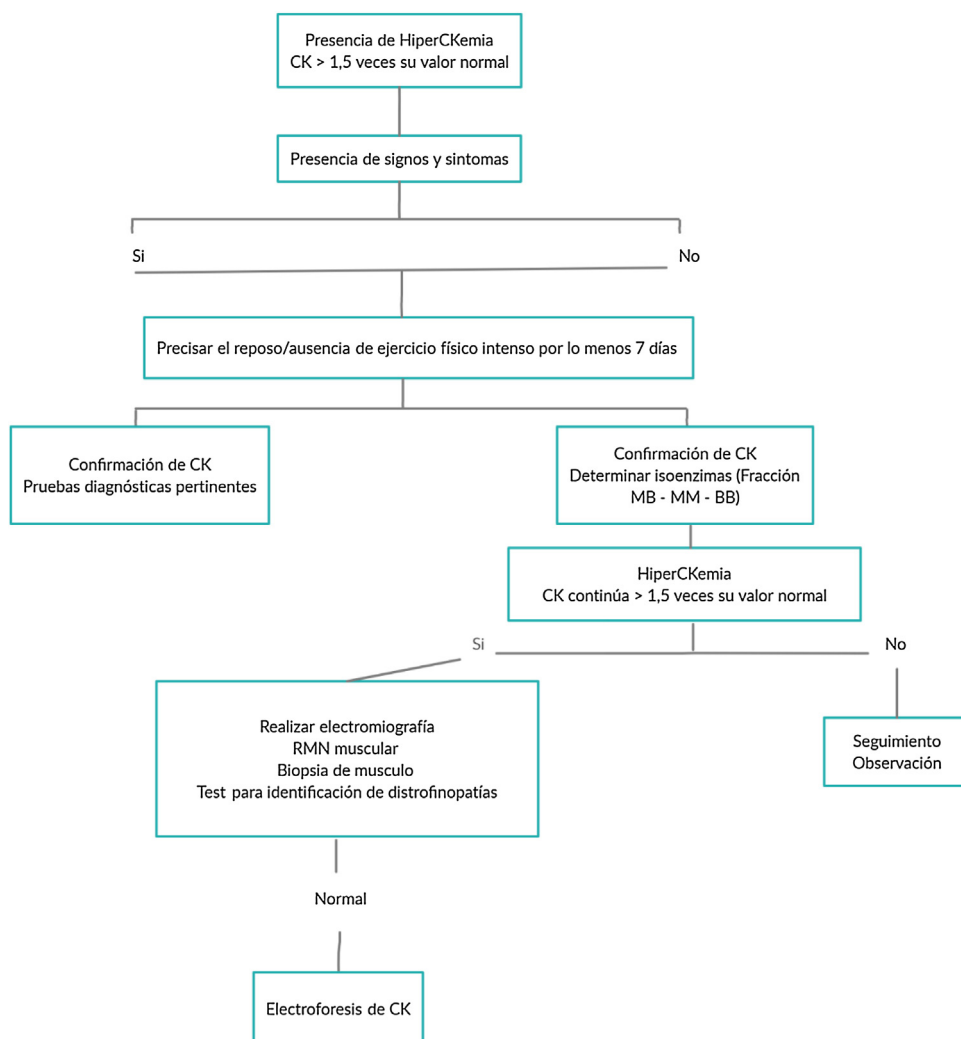 Presencia de HiperCKemia
CK > 1,5 veces su valor normal
Presencia de signos y sintomas
Si
No
Precisar el reposo/ausencia de ejercicio físico intenso por lo menos 7 días
Confirmación de CK
Pruebas diagnósticas pertinentes
Confirmación de CK
Determinar isoenzimas (Fracción
MB - MM - BB)
HiperCKemia
CK continúa > 1,5 veces su valor normal
Si
No
Realizar electromiografía
RMN muscular
Biopsia de musculo
Test para identificación de distrofinopatías
Seguimiento
Observación
Normal
Electroforesis de CK